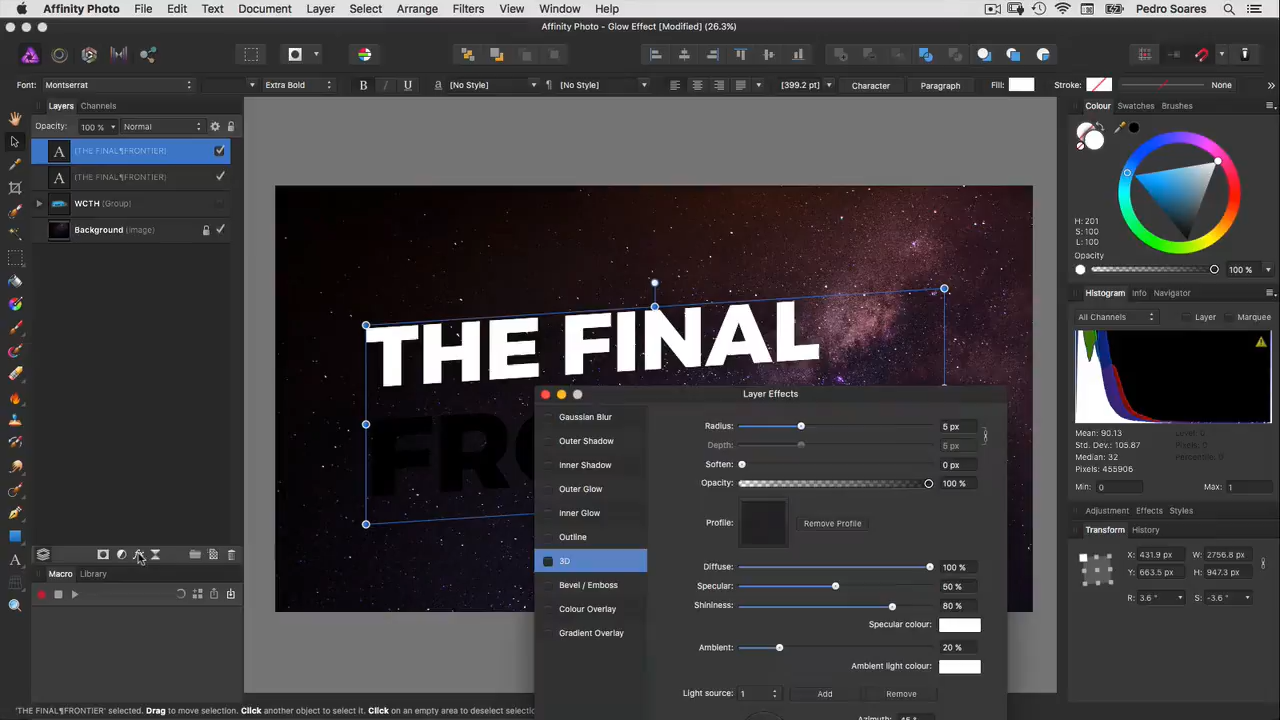 Affinity Photo File Edit Text Document Layer Select Arrange Filters View Window Help Pedro Soares
Affinity Photo - Glow Effect [Modified] (26.3%)
Font: Montserrat Extra Bold B I U a [No Style] ¶ [No Style] [399.2 pt] Character Paragraph Fill: Stroke: None
Layers Channels
Opacity: 100 % Normal
A (THE FINAL¶FRONTIER)
A (THE FINAL¶FRONTIER)
WCTH (Group)
Background (Image)
Macro Library
THE FINAL
FRO
Layer Effects
Gaussian Blur
Outer Shadow
Inner Shadow
Outer Glow
Inner Glow
Outline
3D
Bevel / Emboss
Colour Overlay
Gradient Overlay
Radius: 5 px
Depth: 5 px
Soften: 0 px
Opacity: 100 %
Profile: Remove Profile
Diffuse: 100 %
Specular: 50 %
Shininess: 80 %
Specular colour:
Ambient: 20 %
Ambient light colour:
Light source: 1 Add Remove
Azimuth: 45 °
Colour Swatches Brushes
H: 201
S: 100
L: 100
Opacity
100 %
Histogram Info Navigator
All Channels Layer Marquee
Mean: 90.13
Std. Dev.: 105.87
Median: 32
Pixels: 455906
Level: 0
Pixels: 0
Percentile: 0
Min: 0 Max: 1
Adjustment Effects Styles
Transform History
X: 431.9 px W: 2756.8 px
Y: 663.5 px H: 947.3 px
R: 3.6 ° S: -3.6 °
'THE FINAL¶FRONTIER' selected. Drag to move selection. Click another object to select it. Click on an empty area to deselect selectio